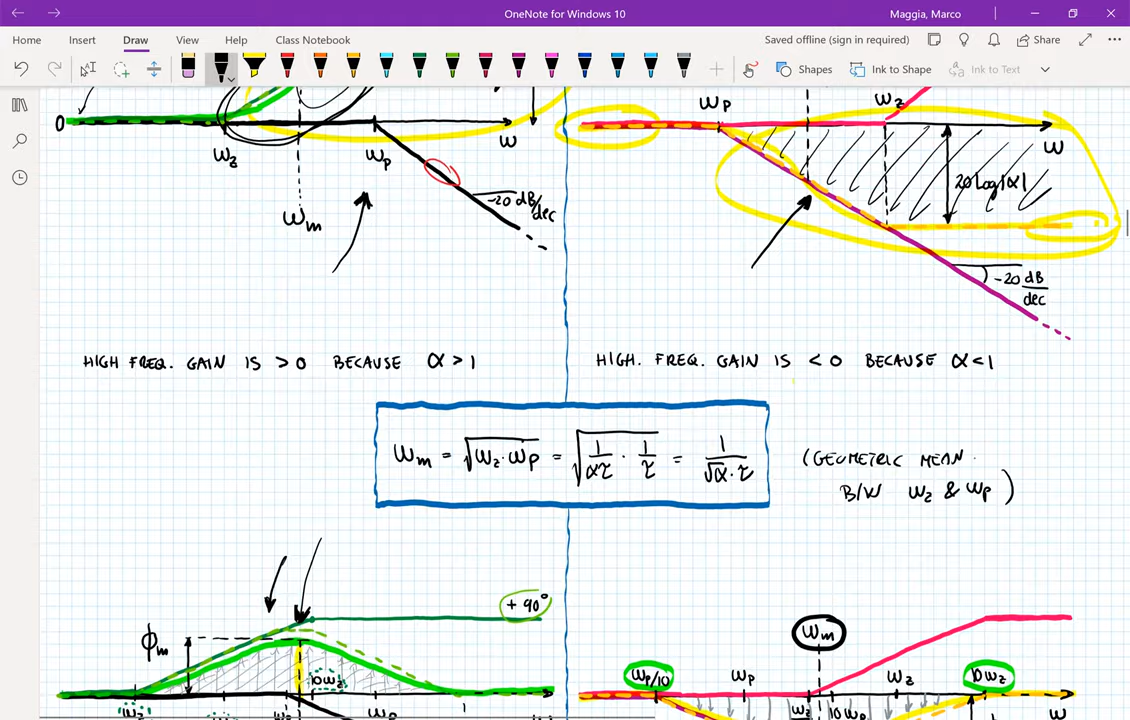 OneNote for Windows 10
Maggia, Marco
Home Insert Draw View Help Class Notebook
Saved offline (sign in required)
Share
Shapes
Ink to Shape
Ink to Text
0
ωz
ωp
ω
ωm
-20 dB/dec
ωp
ωz
ω
20 Log|α|
-20 dB/dec
HIGH FREQ. GAIN IS > 0 BECAUSE α > 1
HIGH. FREQ. GAIN IS < 0 BECAUSE α < 1
ωm = √(ωz · ωp) = √(1/ατ · 1/τ) = 1/(√α · τ)
(GEOMETRIC MEAN
B/W ωz & ωp)
+90°
ϕm
10ωz
ωm
ωp/10
ωp
ωz
10ωz
10ωp
ω